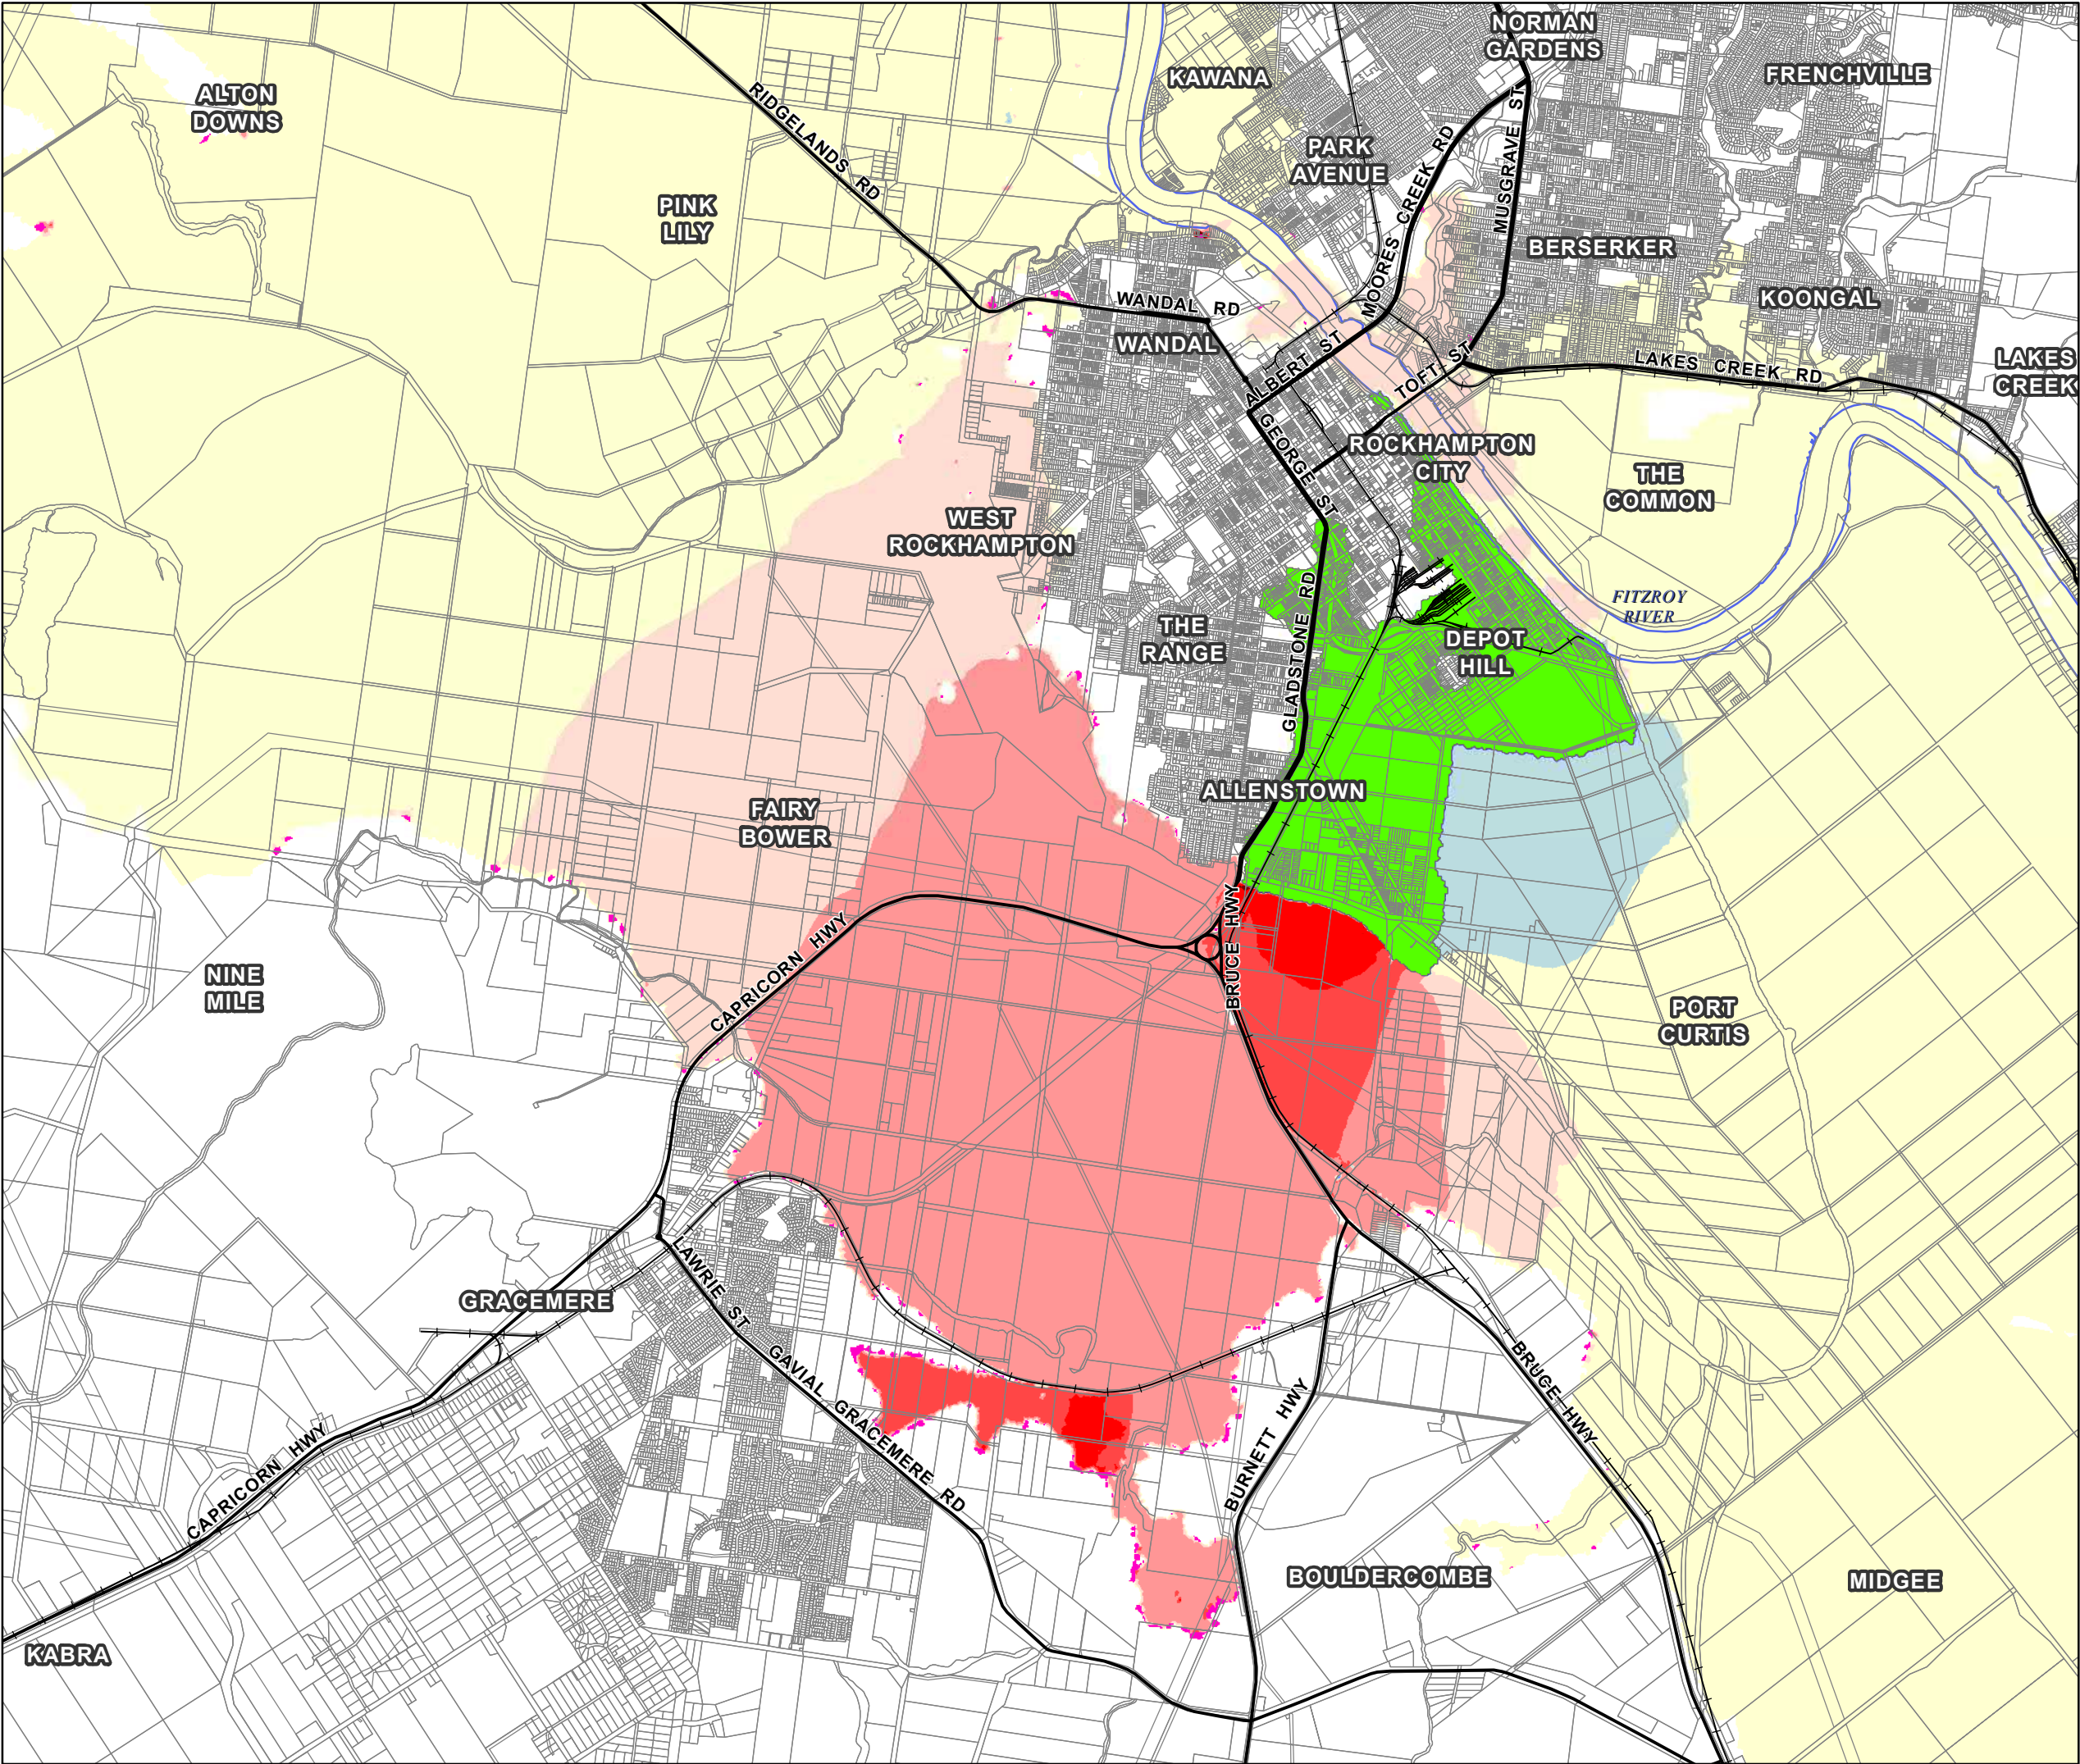 NORMAN
GARDENS
KAWANA
FRENCHVILLE
ALTON
DOWNS
RIDGELANDS RD
PARK
AVENUE
MOORES CREEK RD
MUSGRAVE ST
PINK
LILY
BERSERKER
KOONGAL
WANDAL RD
WANDAL
ALBERT ST
TOFT ST
LAKES CREEK RD
LAKES
CREEK
GEORGE ST
ROCKHAMPTON
CITY
THE
COMMON
WEST
ROCKHAMPTON
FITZROY
RIVER
THE
RANGE
GLADSTONE RD
DEPOT
HILL
ALLENSTOWN
FAIRY
BOWER
CAPRICORN HWY
BRUCE HWY
NINE
MILE
PORT
CURTIS
LAWRIE ST
GRACEMERE
GAVIAL GRACEMERE RD
BURNETT HWY
BRUCE HWY
CAPRICORN HWY
BOULDERCOMBE
MIDGEE
KABRA